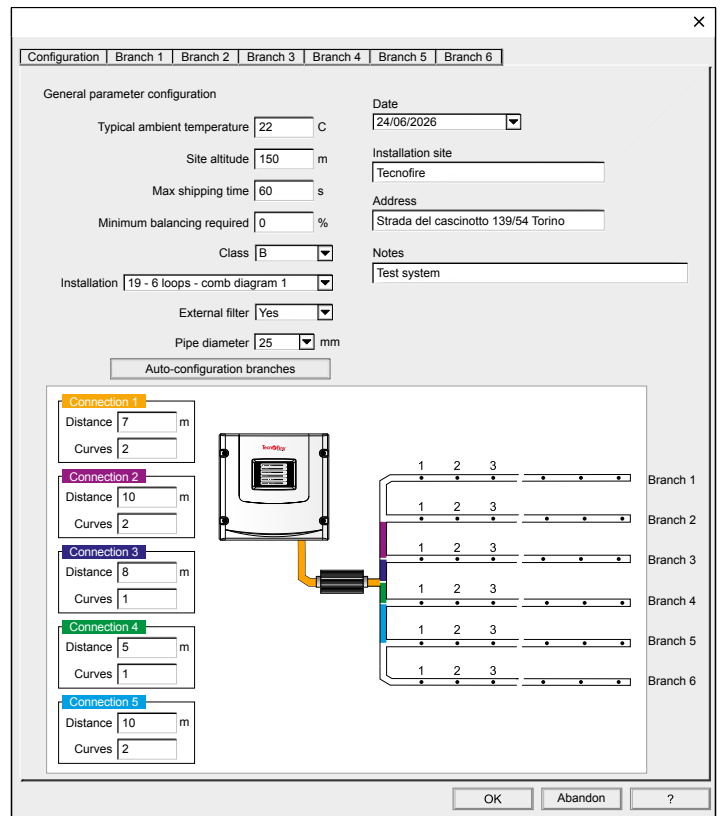 Configuration Branch 1 Branch 2 Branch 3 Branch 4 Branch 5 Branch 6
General parameter configuration
Typical ambient temperature 22 C
Site altitude 150 m
Max shipping time 60 s
Minimum balancing required 0 %
Class B
Installation 19 - 6 loops - comb diagram 1
External filter Yes
Pipe diameter 25 mm
Auto-configuration branches
Date
24/06/2026
Installation site
Tecnofire
Address
Strada del cascinotto 139/54 Torino
Notes
Test system
Connection 1
Distance 7 m
Curves 2
Connection 2
Distance 10 m
Curves 2
Connection 3
Distance 8 m
Curves 1
Connection 4
Distance 5 m
Curves 1
Connection 5
Distance 10 m
Curves 2
Tecnofire
1 2 3
Branch 1
1 2 3
Branch 2
1 2 3
Branch 3
1 2 3
Branch 4
1 2 3
Branch 5
1 2 3
Branch 6
OK Abandon ?